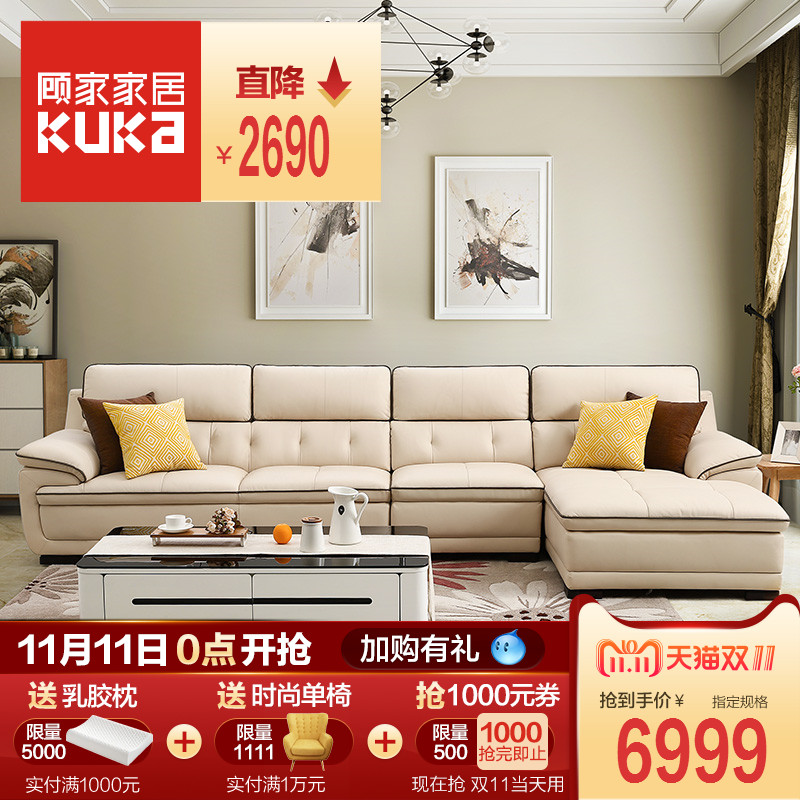 顾家家居
KUKa
直降
¥2690
11月11日0点开抢
加购有礼
11.11天猫双11
抢到手价¥ 指定规格
6999
送 乳胶枕
限量
5000
实付满1000元
+
送 时尚单椅
限量
1111
实付满1万元
+
抢1000元券
限量
500
1000
抢完即止
现在抢 双11当天用